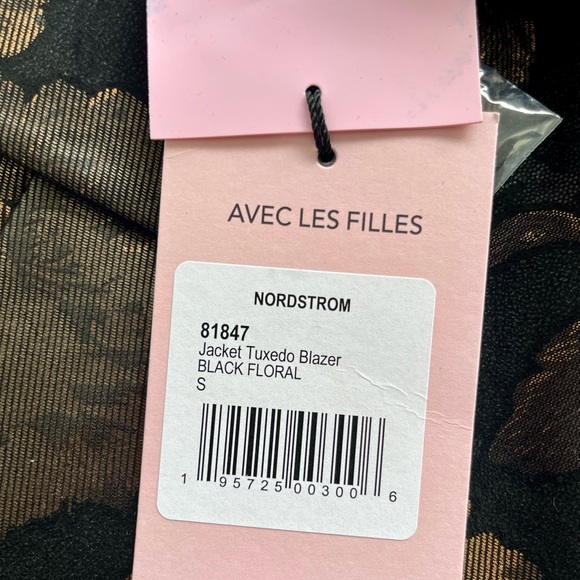 AVEC LES FILLES
NORDSTROM
81847
Jacket Tuxedo Blazer
BLACK FLORAL
S
1 95725 00300 6